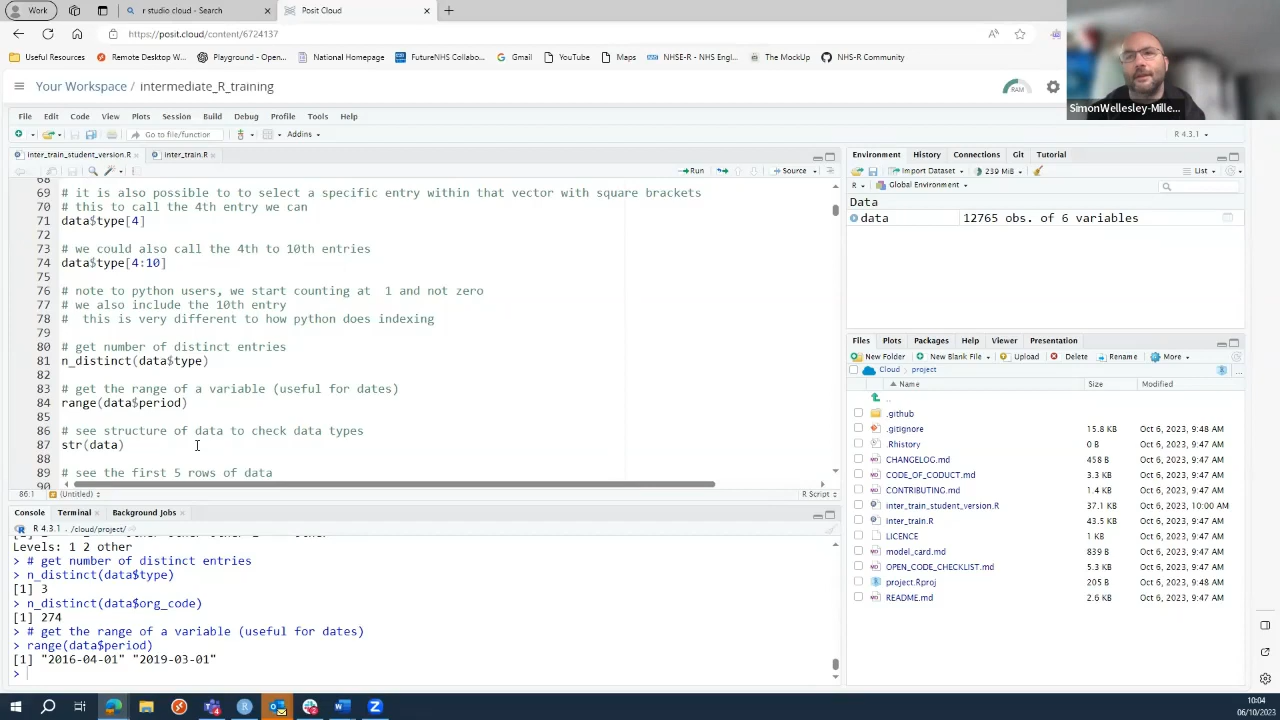 Work
r studio cloud - Search
Posit Cloud
https://posit.cloud/content/6724137
Useful Resources
Remote Desktop W...
Playground - Open...
National Homepage
FutureNHS Collabo...
Gmail
YouTube
Maps
NHSE-R - NHS Engl...
The MockUp
NHS-R Community
SimonWellesley-Mille...
Your Workspace / intermediate_R_training
RAM
File Edit Code View Plots Session Build Debug Profile Tools Help
Go to file/function
Addins
R 4.3.1
inter_train_student_version.R
inter_train.R
Run
Source
68
69 # it is also possible to to select a specific entry within that vector with square brackets
70 # this to call the 4th entry we can
71 data$type[4]
72
73 # we could also call the 4th to 10th entries
74 data$type[4:10]
75
76 # note to python users, we start counting at  1 and not zero
77 # we also include the 10th entry
78 #  this is very different to how python does indexing
79
80 # get number of distinct entries
81 n_distinct(data$type)
82
83 # get the range of a variable (useful for dates)
84 range(data$period)
85
86 # see structure of data to check data types
87 str(data)
88
89 # see the first 5 rows of data
90
86:1 (Untitled)
R Script
Console Terminal Background Jobs
R 4.3.1 . /cloud/project/
Levels: 1 2 other
> # get number of distinct entries
> n_distinct(data$type)
[1] 3
> n_distinct(data$org_code)
[1] 274
> # get the range of a variable (useful for dates)
> range(data$period)
[1] "2016-04-01" "2019-03-01"
>
Environment History Connections Git Tutorial
Import Dataset
239 MiB
List
R
Global Environment
Data
data 12765 obs. of 6 variables
Files Plots Packages Help Viewer Presentation
New Folder New Blank File Upload Delete Rename More
Cloud project
Name Size Modified
..
.github
.gitignore 15.8 KB Oct 6, 2023, 9:48 AM
.Rhistory 0 B Oct 6, 2023, 9:47 AM
CHANGELOG.md 458 B Oct 6, 2023, 9:47 AM
CODE_OF_CODUCT.md 3.3 KB Oct 6, 2023, 9:47 AM
CONTRIBUTING.md 1.4 KB Oct 6, 2023, 9:47 AM
inter_train_student_version.R 37.1 KB Oct 6, 2023, 10:00 AM
inter_train.R 43.5 KB Oct 6, 2023, 9:47 AM
LICENCE 1 KB Oct 6, 2023, 9:47 AM
model_card.md 839 B Oct 6, 2023, 9:47 AM
OPEN_CODE_CHECKLIST.md 5.3 KB Oct 6, 2023, 9:47 AM
project.Rproj 205 B Oct 6, 2023, 9:48 AM
README.md 2.6 KB Oct 6, 2023, 9:47 AM
10:04
06/10/2023